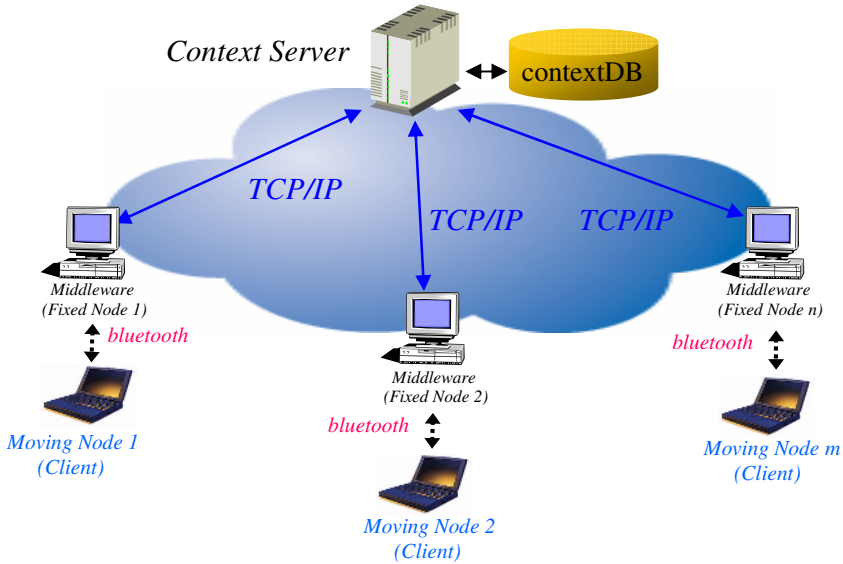 Context Server
contextDB
TCP/IP
TCP/IP
TCP/IP
Middleware
(Fixed Node 1)
bluetooth
Moving Node 1
(Client)
Middleware
(Fixed Node 2)
bluetooth
Moving Node 2
(Client)
Middleware
(Fixed Node n)
bluetooth
Moving Node m
(Client)